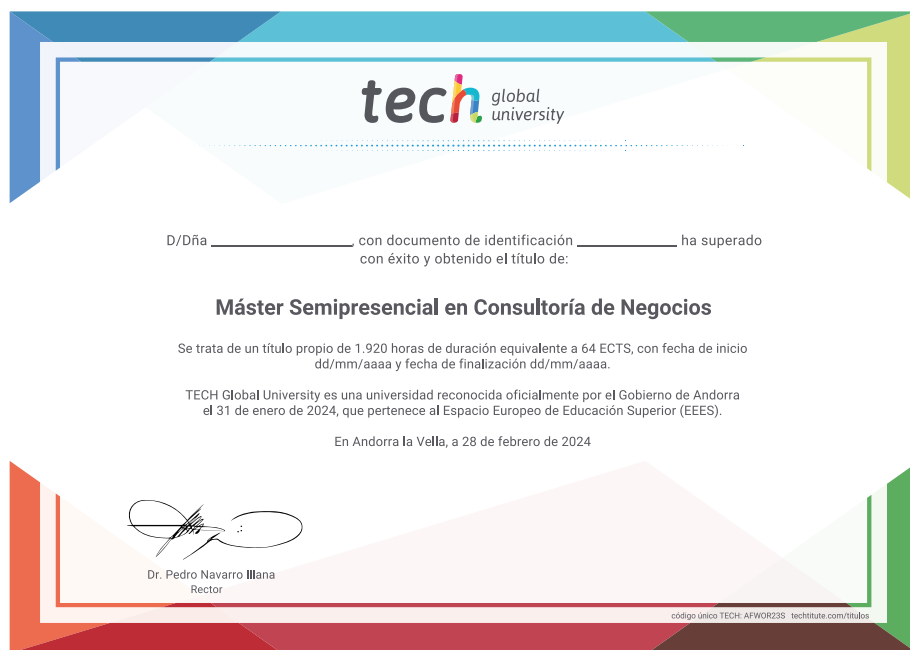 tech global university
D/Dña ________________, con documento de identificación ___________ ha superado
con éxito y obtenido el título de:
Máster Semipresencial en Consultoría de Negocios
Se trata de un título propio de 1.920 horas de duración equivalente a 64 ECTS, con fecha de inicio
dd/mm/aaaa y fecha de finalización dd/mm/aaaa.
TECH Global University es una universidad reconocida oficialmente por el Gobierno de Andorra
el 31 de enero de 2024, que pertenece al Espacio Europeo de Educación Superior (EEES).
En Andorra la Vella, a 28 de febrero de 2024
Dr. Pedro Navarro Illana
Rector
código único TECH: AFWOR23S techtitute.com/titulos